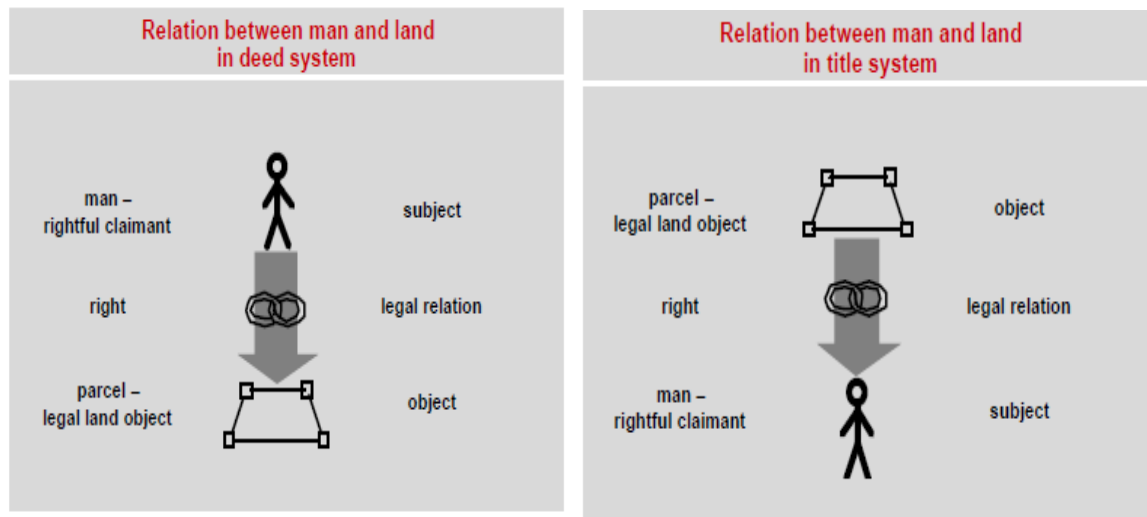 Relation between man and land
in deed system
man –
rightful claimant
subject
right
legal relation
parcel –
legal land object
object
Relation between man and land
in title system
parcel –
legal land object
object
right
legal relation
man –
rightful claimant
subject